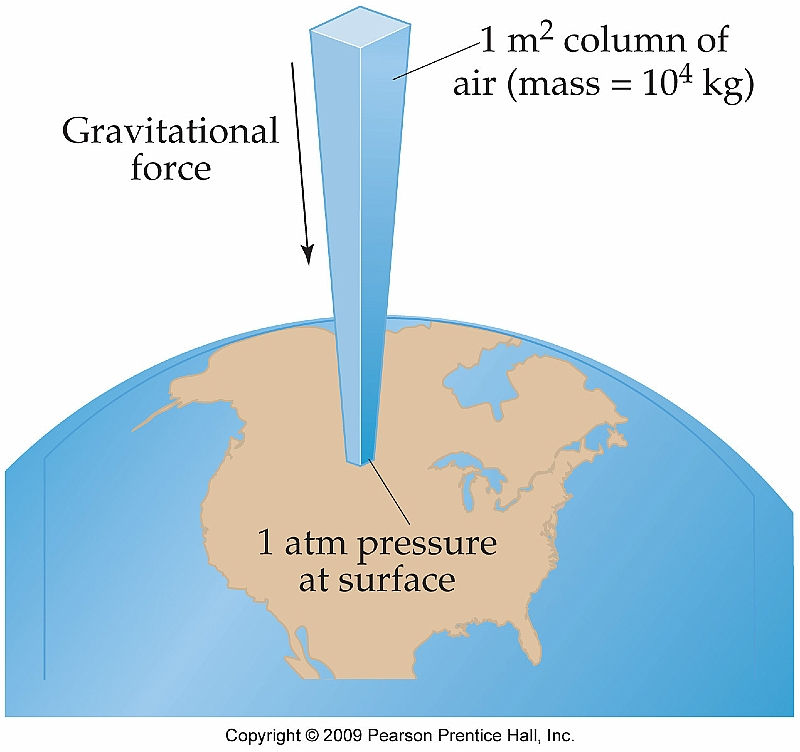 1 m² column of
air (mass = 10⁴ kg)
Gravitational
force
1 atm pressure
at surface
Copyright © 2009 Pearson Prentice Hall, Inc.